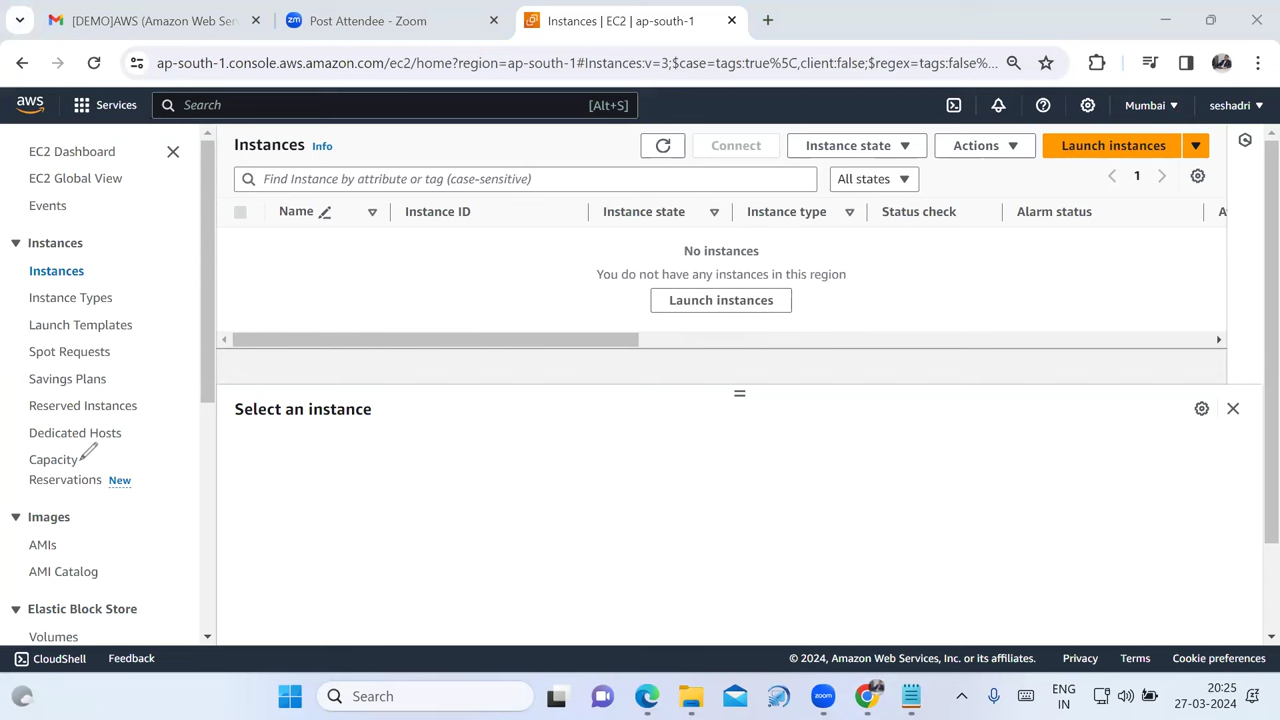 [DEMO]AWS (Amazon Web Ser
Post Attendee - Zoom
Instances | EC2 | ap-south-1
ap-south-1.console.aws.amazon.com/ec2/home?region=ap-south-1#Instances:v=3;$case=tags:true%5C,client:false;$regex=tags:false%...
aws
Services
Search
[Alt+S]
Mumbai
seshadri
EC2 Dashboard
EC2 Global View
Events
Instances
Instances
Instance Types
Launch Templates
Spot Requests
Savings Plans
Reserved Instances
Dedicated Hosts
Capacity
Reservations New
Images
AMIs
AMI Catalog
Elastic Block Store
Volumes
Instances Info
Connect
Instance state
Actions
Launch instances
Find Instance by attribute or tag (case-sensitive)
All states
1
Name
Instance ID
Instance state
Instance type
Status check
Alarm status
A
No instances
You do not have any instances in this region
Launch instances
Select an instance
CloudShell
Feedback
© 2024, Amazon Web Services, Inc. or its affiliates.
Privacy
Terms
Cookie preferences
Search
zoom
ENG
IN
20:25
27-03-2024